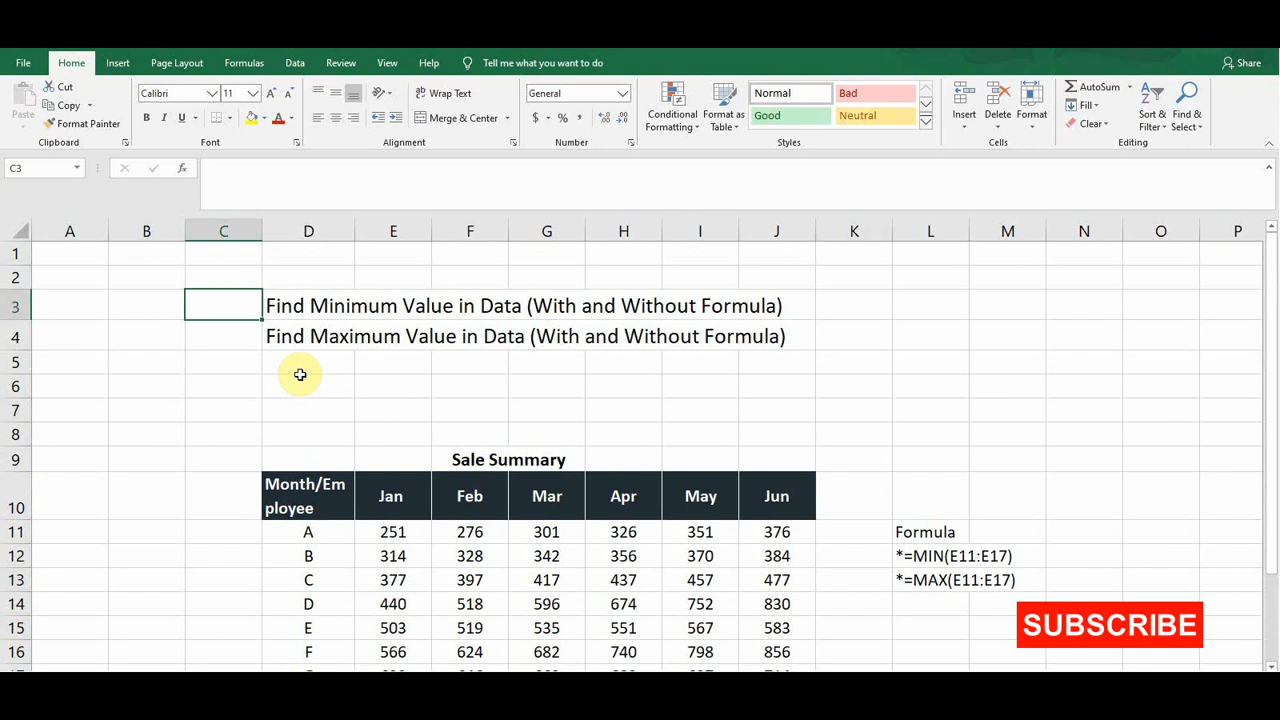 File Home Insert Page Layout Formulas Data Review View Help Tell me what you want to do Share
Paste Cut Copy Format Painter Clipboard
Calibri 11 A A B I U A Font
Wrap Text Merge & Center Alignment
General $ % , Number
Conditional Formatting Format as Table Normal Bad Good Neutral Styles
Insert Delete Format Cells
AutoSum Fill Clear Sort & Filter Find & Select Editing
C3 fx
A B C D E F G H I J K L M N O P
1
2
3 Find Minimum Value in Data (With and Without Formula)
4 Find Maximum Value in Data (With and Without Formula)
5
6
7
8
9 Sale Summary
10 Month/Employee Jan Feb Mar Apr May Jun
11 A 251 276 301 326 351 376 Formula
12 B 314 328 342 356 370 384 *=MIN(E11:E17)
13 C 377 397 417 437 457 477 *=MAX(E11:E17)
14 D 440 518 596 674 752 830
15 E 503 519 535 551 567 583
16 F 566 624 682 740 798 856
SUBSCRIBE